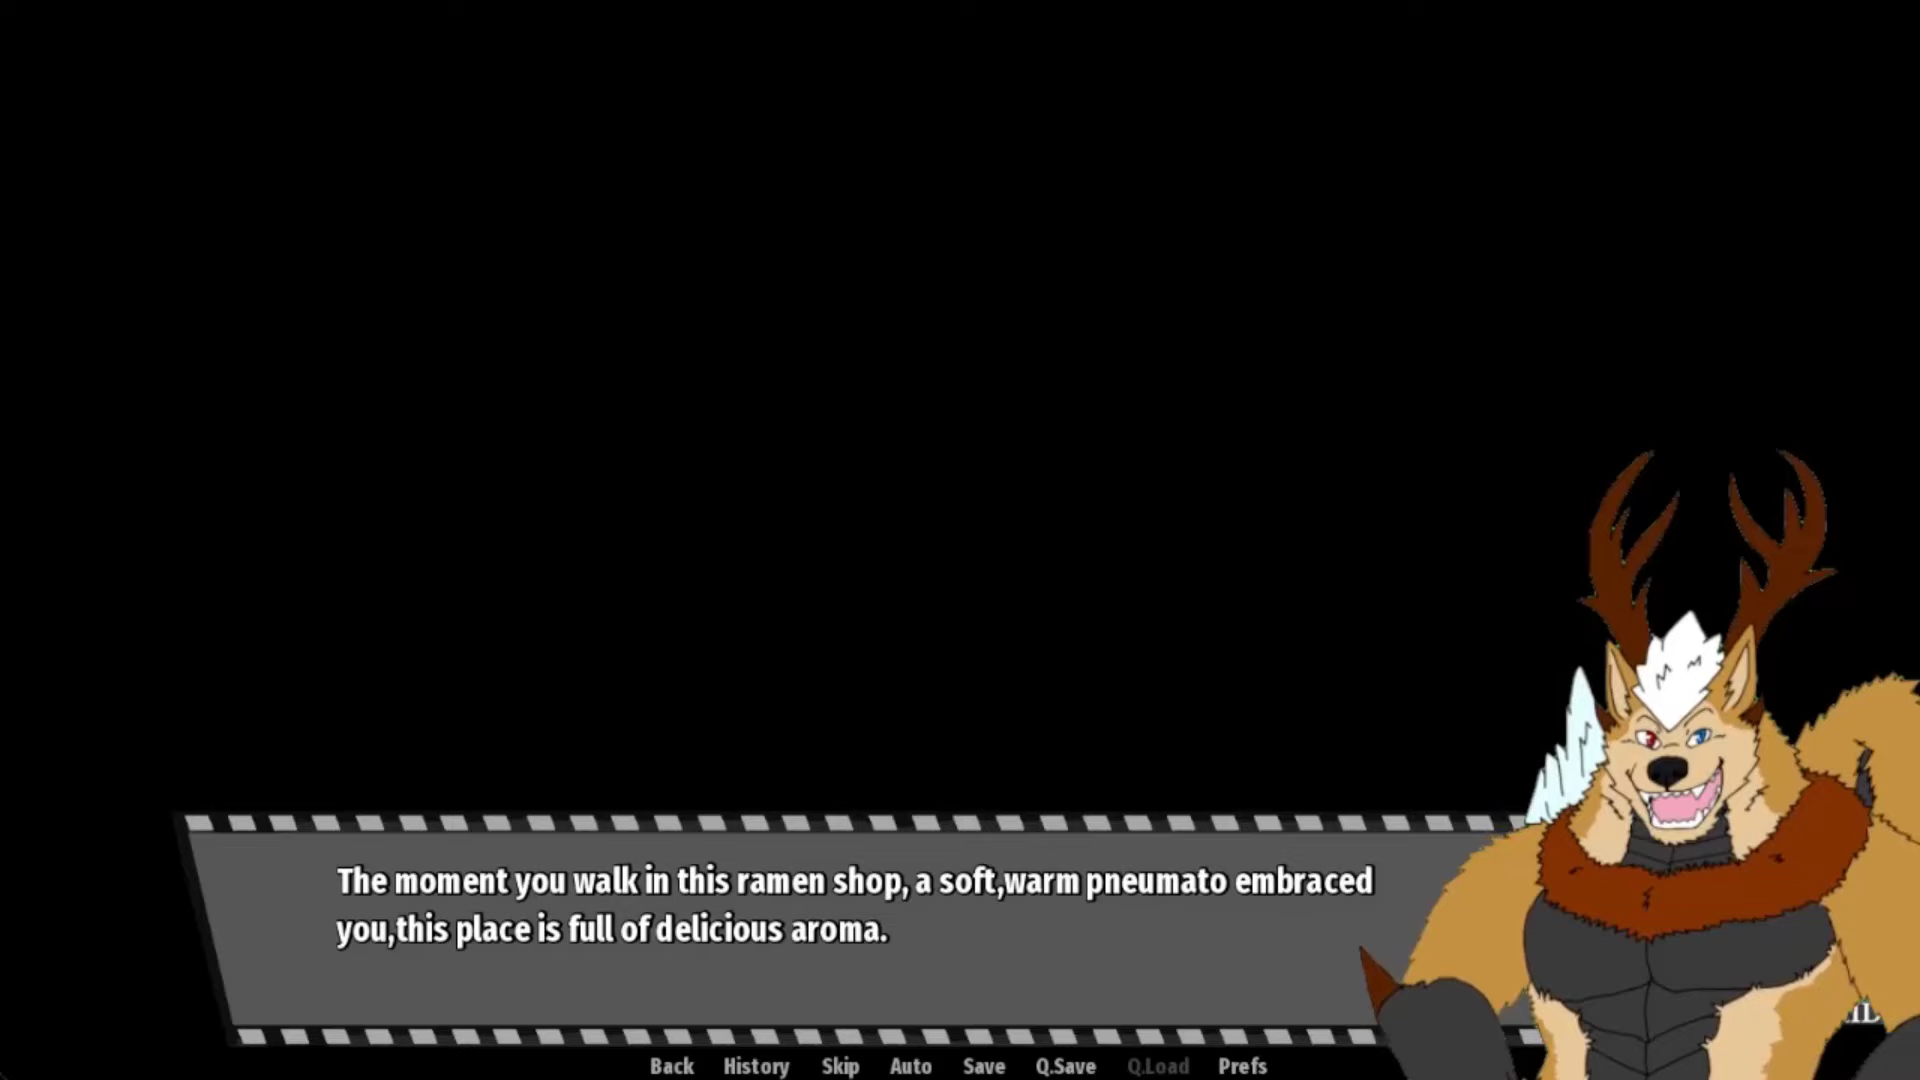 The moment you walk in this ramen shop, a soft,warm pneumato embraced
you,this place is full of delicious aroma.
Back History Skip Auto Save Q.Save Q.Load Prefs